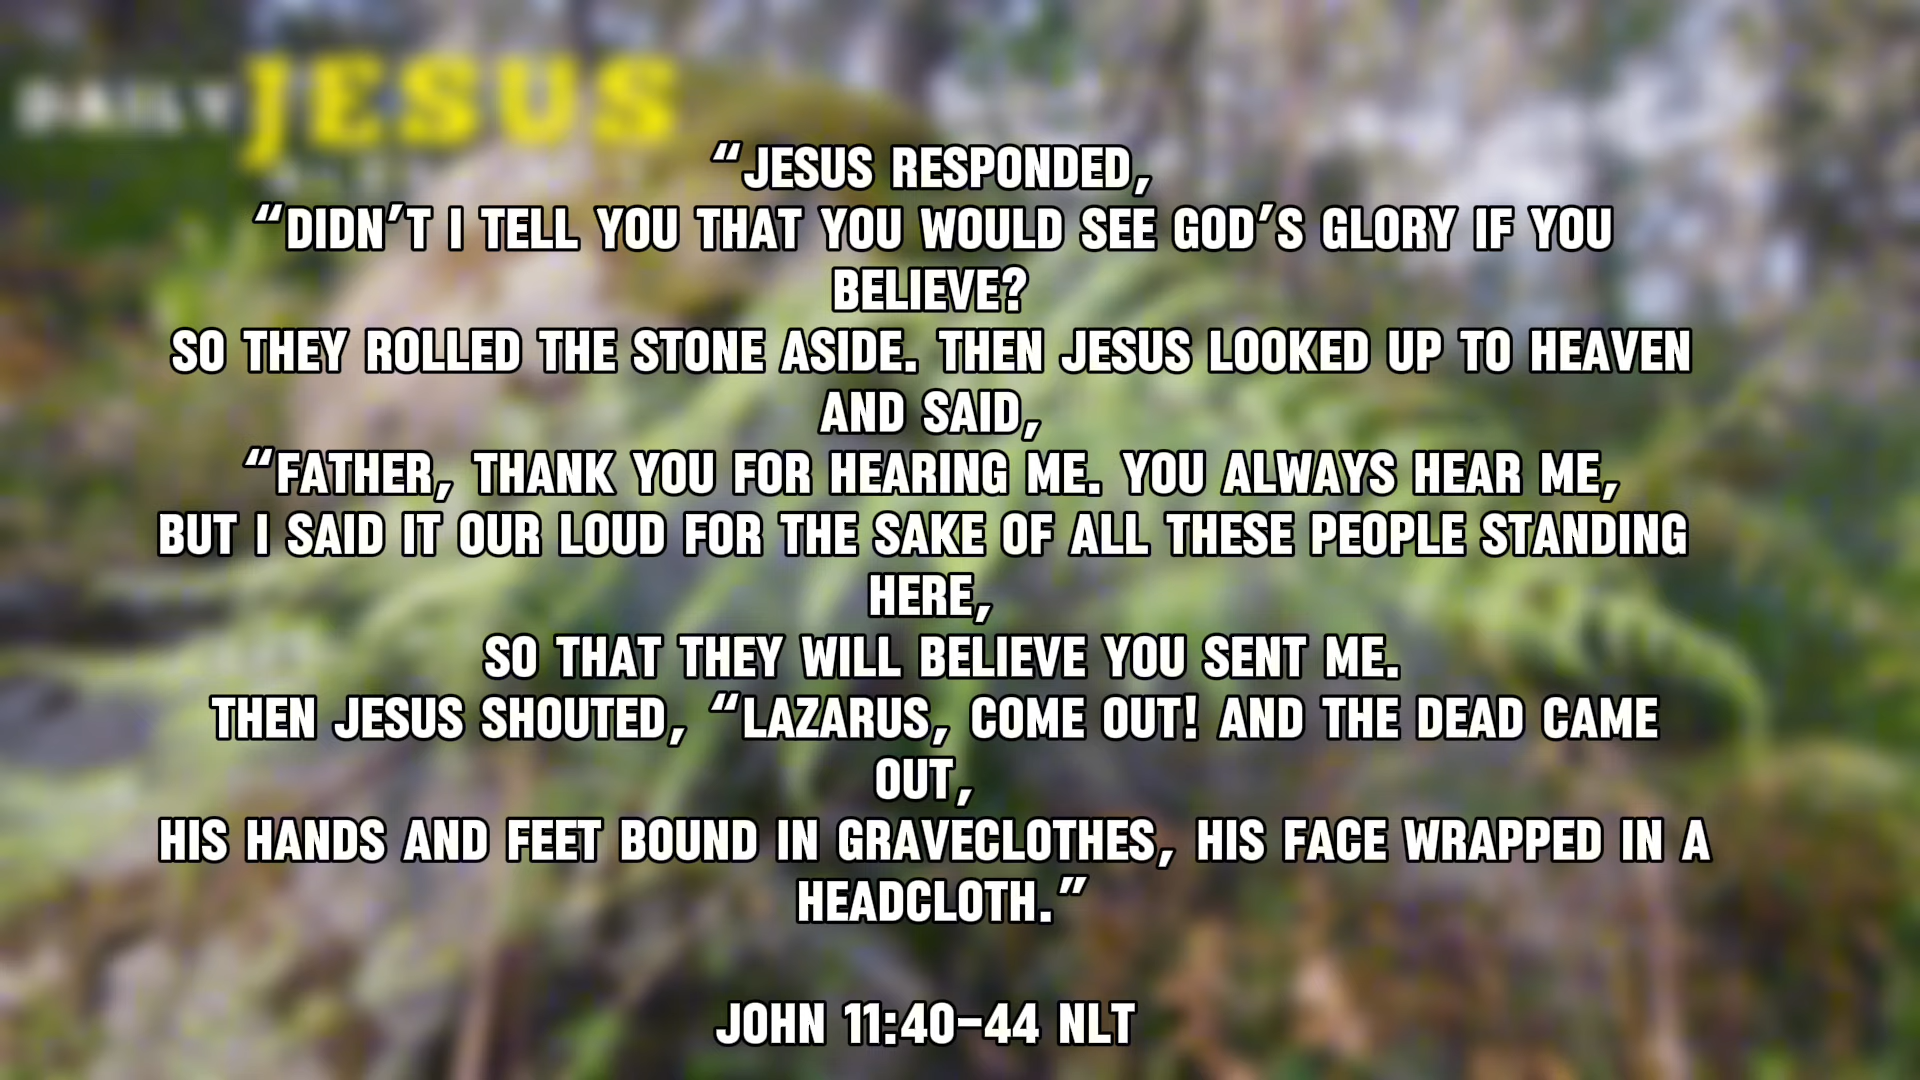 DAILY JESUS
“JESUS RESPONDED,
“DIDN’T I TELL YOU THAT YOU WOULD SEE GOD’S GLORY IF YOU
BELIEVE?
SO THEY ROLLED THE STONE ASIDE. THEN JESUS LOOKED UP TO HEAVEN
AND SAID,
“FATHER, THANK YOU FOR HEARING ME. YOU ALWAYS HEAR ME,
BUT I SAID IT OUR LOUD FOR THE SAKE OF ALL THESE PEOPLE STANDING
HERE,
SO THAT THEY WILL BELIEVE YOU SENT ME.
THEN JESUS SHOUTED, “LAZARUS, COME OUT! AND THE DEAD CAME
OUT,
HIS HANDS AND FEET BOUND IN GRAVECLOTHES, HIS FACE WRAPPED IN A
HEADCLOTH.”
JOHN 11:40-44 NLT